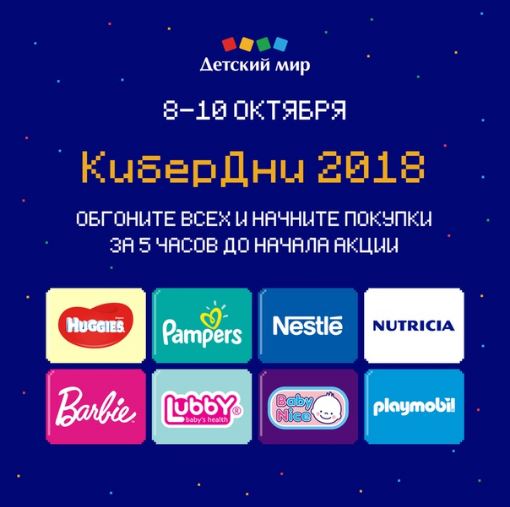 Детский мир
8–10 ОКТЯБРЯ
КиберДни 2018
ОБГОНИТЕ ВСЕХ И НАЧНИТЕ ПОКУПКИ
ЗА 5 ЧАСОВ ДО НАЧАЛА АКЦИИ
HUGGIES
Pampers
Nestlé
NUTRICIA
Barbie
LUBBY®
baby's health
Baby
Nice
playmobil